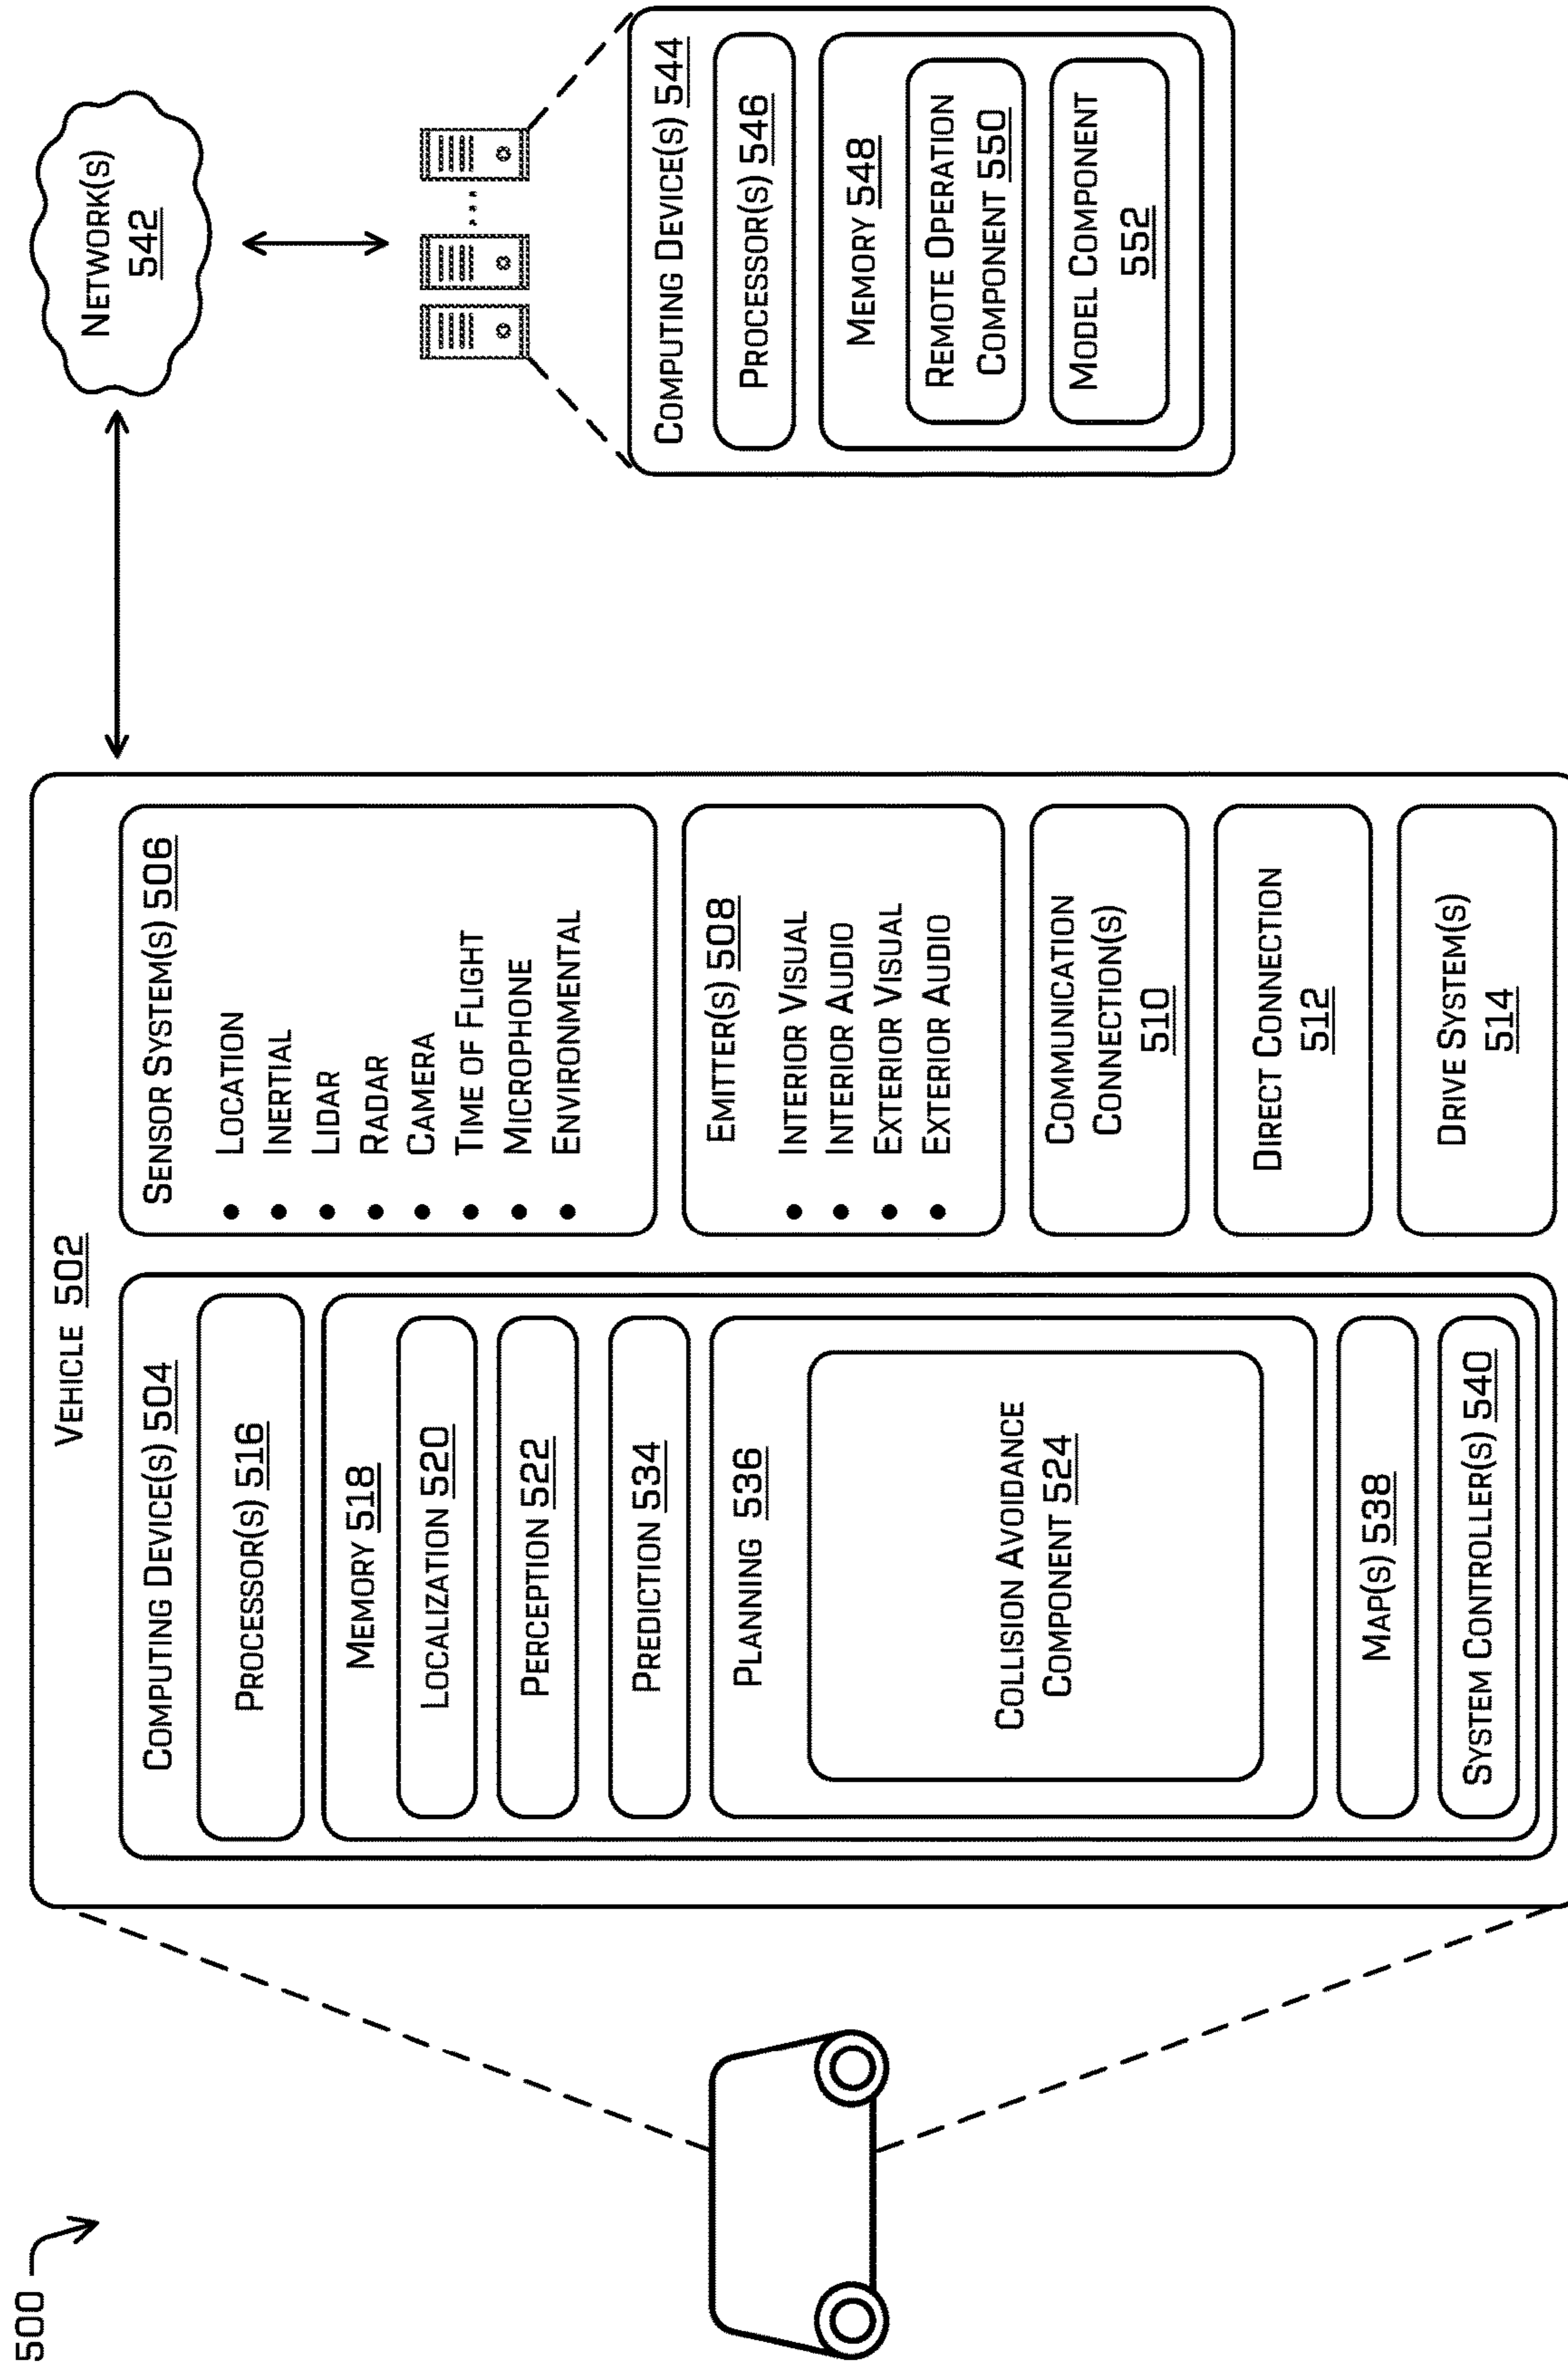 500
VEHICLE 502
COMPUTING DEVICE(S) 504
PROCESSOR(S) 516
MEMORY 518
LOCALIZATION 520
PERCEPTION 522
PREDICTION 534
PLANNING 536
COLLISION AVOIDANCE
COMPONENT 524
MAP(S) 538
SYSTEM CONTROLLER(S) 540
SENSOR SYSTEM(S) 506
• LOCATION
• INERTIAL
• LIDAR
• RADAR
• CAMERA
• TIME OF FLIGHT
• MICROPHONE
• ENVIRONMENTAL
EMITTER(S) 508
• INTERIOR VISUAL
• INTERIOR AUDIO
• EXTERIOR VISUAL
• EXTERIOR AUDIO
COMMUNICATION
CONNECTION(S)
510
DIRECT CONNECTION
512
DRIVE SYSTEM(S)
514
NETWORK(S)
542
COMPUTING DEVICE(S) 544
PROCESSOR(S) 546
MEMORY 548
REMOTE OPERATION
COMPONENT 550
MODEL COMPONENT
552